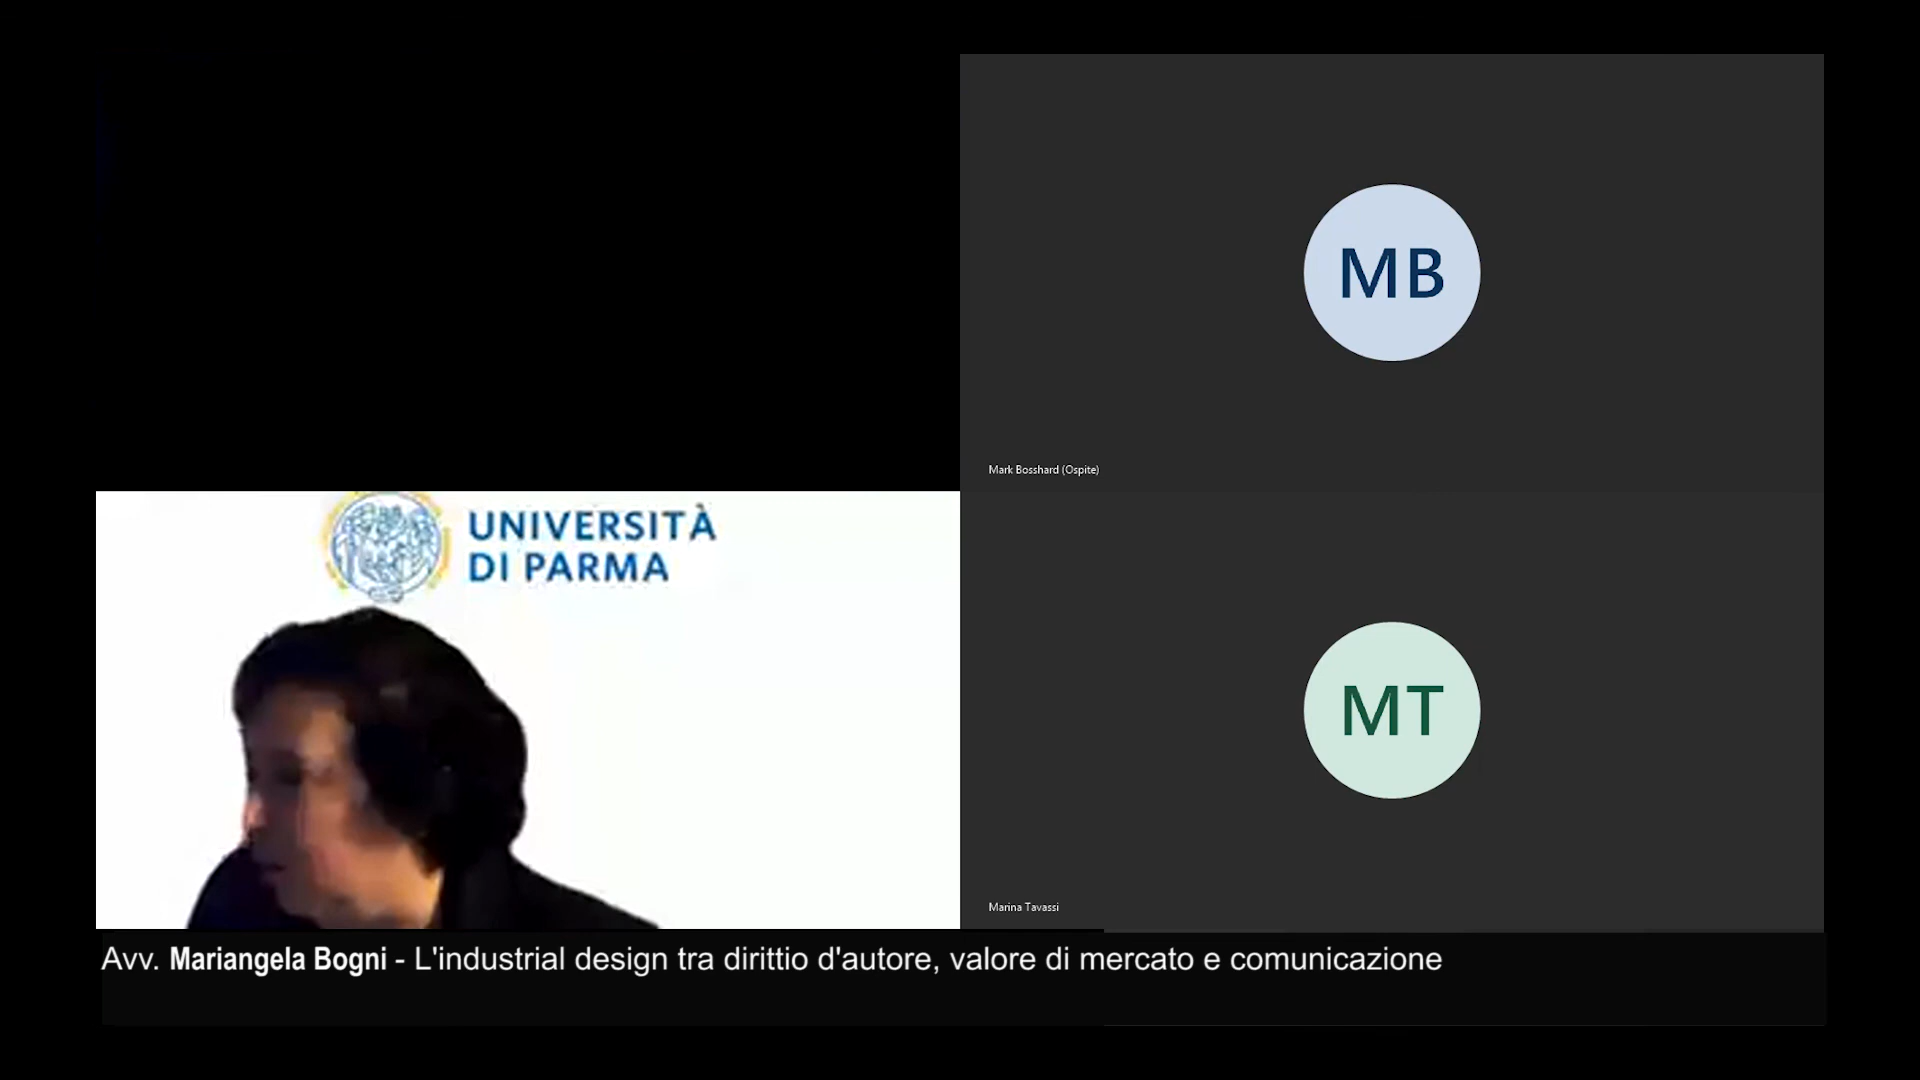 MB
Mark Bosshard (Ospite)
UNIVERSITÀ
DI PARMA
MT
Marina Tavassi
Avv. Mariangela Bogni - L'industrial design tra dirittio d'autore, valore di mercato e comunicazione